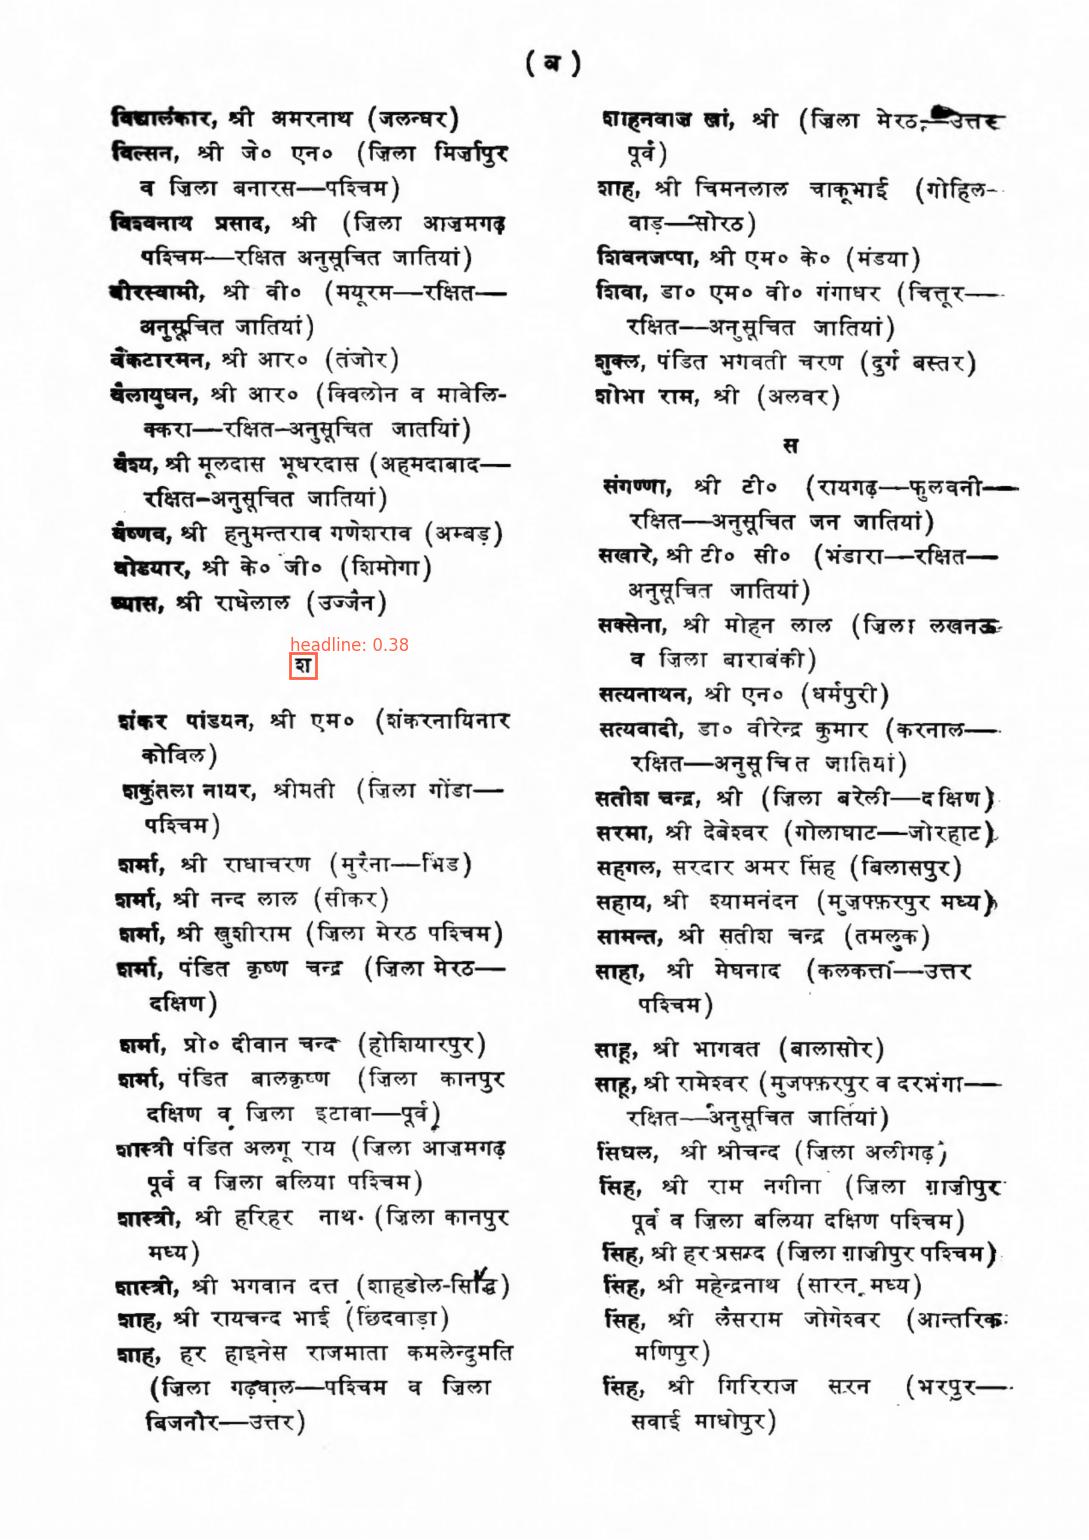 ( व )
विद्यालंकार, श्री अमरनाथ (जलन्धर)
विल्सन, श्री जे० एन० (ज़िला मिर्ज़ापुर
व ज़िला बनारस—पश्चिम)
विश्वनाथ प्रसाद, श्री (ज़िला आज़मगढ़
पश्चिम—रक्षित अनुसूचित जातियां)
वीरस्वामी, श्री वी० (मयूरम—रक्षित—
अनुसूचित जातियां)
वेंकटारमन, श्री आर० (तंजोर)
वेलायुधन, श्री आर० (क्विलोन व मावेलि-
क्करा—रक्षित-अनुसूचित जातयिां)
वैश्य, श्री मूलदास भूधरदास (अहमदाबाद—
रक्षित-अनुसूचित जातियां)
वैष्णव, श्री हनुमन्तराव गणेशराव (अम्बड़)
वोडयार, श्री के० जी० (शिमोगा)
व्यास, श्री राधेलाल (उज्जैन)
headline: 0.38
श
शंकर पांडयन, श्री एम० (शंकरनायिनार
कोविल)
शकुंतला नायर, श्रीमती (ज़िला गोंडा—
पश्चिम)
शर्मा, श्री राधाचरण (मुरैना—भिंड)
शर्मा, श्री नन्द लाल (सीकर)
शर्मा, श्री खुशीराम (ज़िला मेरठ पश्चिम)
शर्मा, पंडित कृष्ण चन्द्र (ज़िला मेरठ—
दक्षिण)
शर्मा, प्रो० दीवान चन्द (होशियारपुर)
शर्मा, पंडित बालकृष्ण (ज़िला कानपुर
दक्षिण व ज़िला इटावा—पूर्व)
शास्त्री पंडित अलगू राय (ज़िला आज़मगढ़
पूर्व व ज़िला बलिया पश्चिम)
शास्त्री, श्री हरिहर नाथ (ज़िला कानपुर
मध्य)
शास्त्री, श्री भगवान दत्त (शाहडोल-सिद्धि)
शाह, श्री रायचन्द भाई (छिंदवाड़ा)
शाह, हर हाइनेस राजमाता कमलेन्दुमति
(ज़िला गढ़वाल—पश्चिम व ज़िला
बिजनौर—उत्तर)
शाहनवाज खां, श्री (ज़िला मेरठ—उत्तर
पूर्व)
शाह, श्री चिमनलाल चाकूभाई (गोहिल-
वाड़—सोरठ)
शिवनजप्पा, श्री एम० के० (मंडया)
शिवा, डा० एम० वी० गंगाधर (चित्तूर—
रक्षित—अनुसूचित जातियां)
शुक्ल, पंडित भगवती चरण (दुर्ग बस्तर)
शोभा राम, श्री (अलवर)
स
संगण्णा, श्री टी० (रायगढ़—फुलबनी—
रक्षित—अनुसूचित जन जातियां)
सखारे, श्री टी० सी० (भंडारा—रक्षित—
अनुसूचित जातियां)
सक्सेना, श्री मोहन लाल (ज़िला लखनऊ
व ज़िला बाराबंकी)
सत्यनाथन, श्री एन० (धर्मपुरी)
सत्यवादी, डा० वीरेन्द्र कुमार (करनाल—
रक्षित—अनुसूचित जातियां)
सतीश चन्द्र, श्री (ज़िला बरेली—दक्षिण)
सरमा, श्री देबेश्वर (गोलाघाट—जोरहाट)
सहगल, सरदार अमर सिंह (बिलासपुर)
सहाय, श्री श्यामनंदन (मुज़फ्फ़रपुर मध्य)
सामन्त, श्री सतीश चन्द्र (तमलुक)
साहा, श्री मेघनाद (कलकत्ता—उत्तर
पश्चिम)
साहू, श्री भागवत (बालासोर)
साहू, श्री रामेश्वर (मुजफ्फ़रपुर व दरभंगा—
रक्षित—अनुसूचित जातियां)
सिंघल, श्री श्रीचन्द (ज़िला अलीगढ़)
सिंह, श्री राम नगीना (ज़िला ग़ाज़ीपुर
पूर्व व ज़िला बलिया दक्षिण पश्चिम)
सिंह, श्री हर प्रसाद (ज़िला ग़ाज़ीपुर पश्चिम)
सिंह, श्री महेन्द्रनाथ (सारन मध्य)
सिंह, श्री लैसराम जोगेश्वर (आन्तरिक
मणिपुर)
सिंह, श्री गिरिराज सरन (भरपुर—
सवाई माधोपुर)